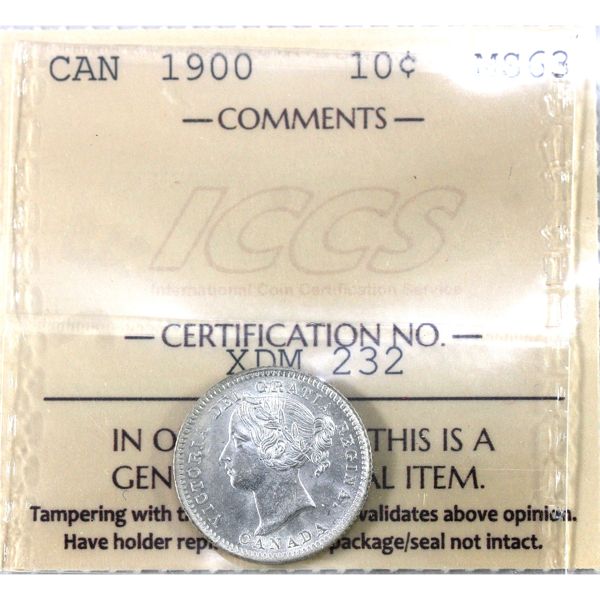 CAN 1900 10¢ MS63
— COMMENTS —
ICCS
International Coin Certification Service
— CERTIFICATION NO. —
XDM 232
IN O THIS IS A
GEN AL ITEM.
Tampering with t validates above opinion.
Have holder repl package/seal not intact.
VICTORIA DEI GRATIA REGINA.
CANADA